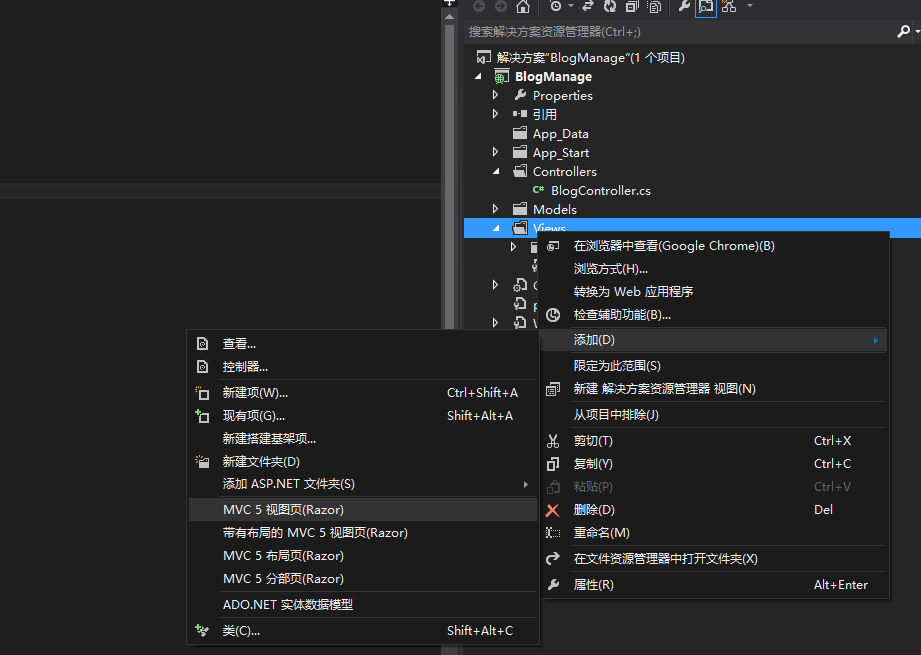 搜索解决方案资源管理器(Ctrl+;)
解决方案"BlogManage"(1 个项目)
BlogManage
Properties
引用
App_Data
App_Start
Controllers
C# BlogController.cs
Models
Views
在浏览器中查看(Google Chrome)(B)
浏览方式(H)...
转换为 Web 应用程序
检查辅助功能(B)...
添加(D)
限定为此范围(S)
新建 解决方案资源管理器 视图(N)
从项目中排除(J)
剪切(T) Ctrl+X
复制(Y) Ctrl+C
粘贴(P) Ctrl+V
删除(D) Del
重命名(M)
在文件资源管理器中打开文件夹(X)
属性(R) Alt+Enter
查看...
控制器...
新建项(W)... Ctrl+Shift+A
现有项(G)... Shift+Alt+A
新建搭建基架项...
新建文件夹(D)
添加 ASP.NET 文件夹(S)
MVC 5 视图页(Razor)
带有布局的 MVC 5 视图页(Razor)
MVC 5 布局页(Razor)
MVC 5 分部页(Razor)
ADO.NET 实体数据模型
类(C)... Shift+Alt+C